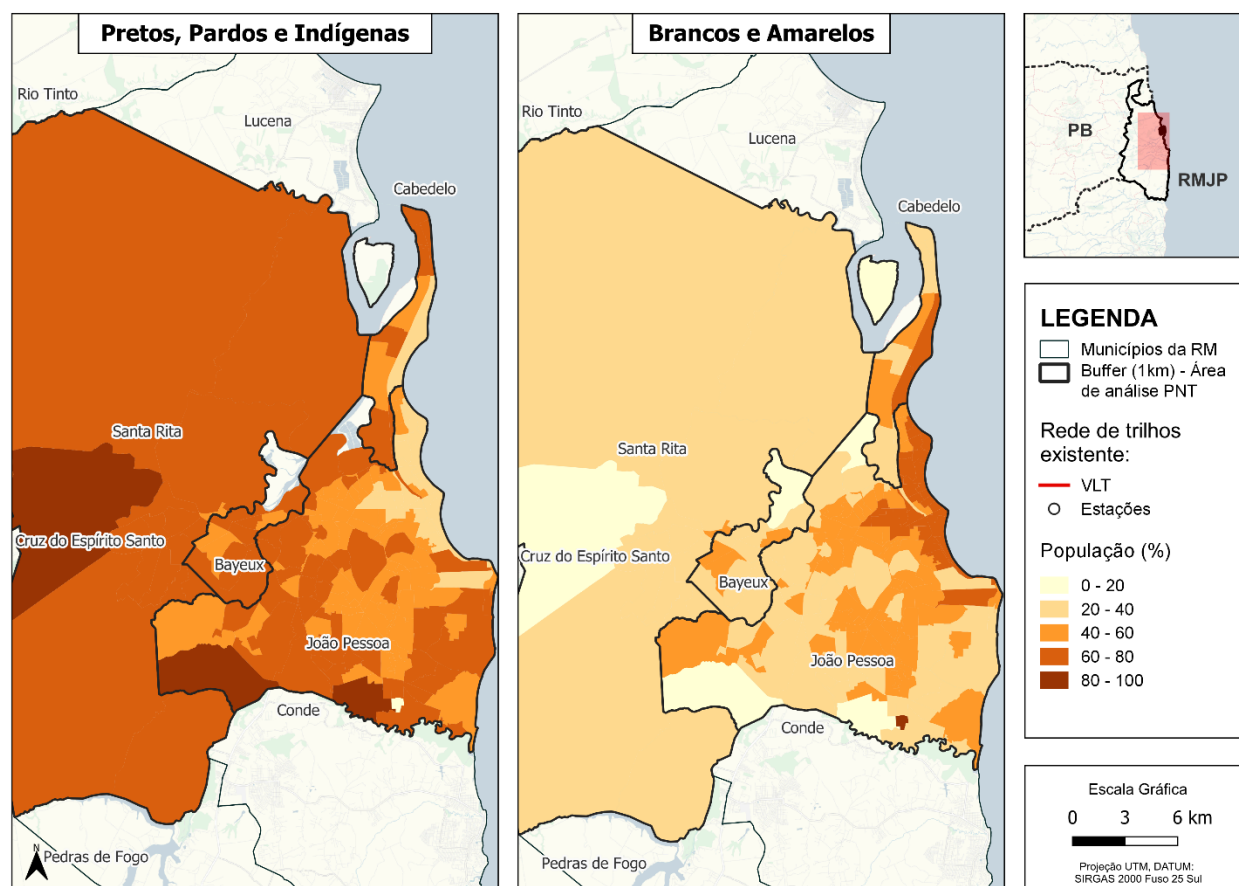 Pretos, Pardos e Indígenas
Rio Tinto
Lucena
Cabedelo
Santa Rita
Cruz do Espírito Santo
Bayeux
João Pessoa
Conde
N
Pedras de Fogo
Brancos e Amarelos
Rio Tinto
Lucena
Cabedelo
Santa Rita
Cruz do Espírito Santo
Bayeux
João Pessoa
Conde
Pedras de Fogo
PB
RMJP
LEGENDA
Municípios da RM
Buffer (1km) - Área
de análise PNT
Rede de trilhos
existente:
VLT
Estações
População (%)
0 - 20
20 - 40
40 - 60
60 - 80
80 - 100
Escala Gráfica
0 3 6 km
Projeção UTM, DATUM:
SIRGAS 2000 Fuso 25 Sul